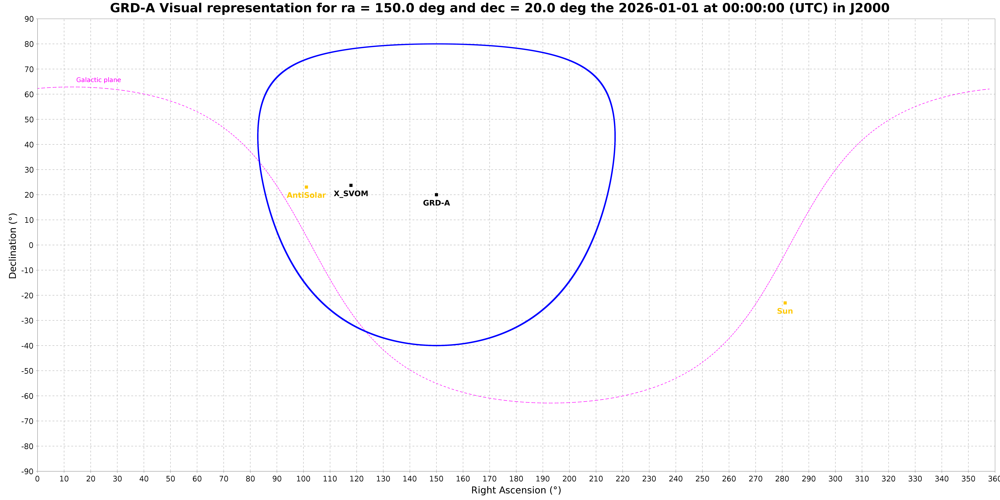 GRD-A Visual representation for ra = 150.0 deg and dec = 20.0 deg the 2026-01-01 at 00:00:00 (UTC) in J2000
90
80
70
Galactic plane
60
50
40
30
20
AntiSolar
X_SVOM
GRD-A
Declination (°)
10
0
-10
-20
Sun
-30
-40
-50
-60
-70
-80
-90
0 10 20 30 40 50 60 70 80 90 100 110 120 130 140 150 160 170 180 190 200 210 220 230 240 250 260 270 280 290 300 310 320 330 340 350 360
Right Ascension (°)